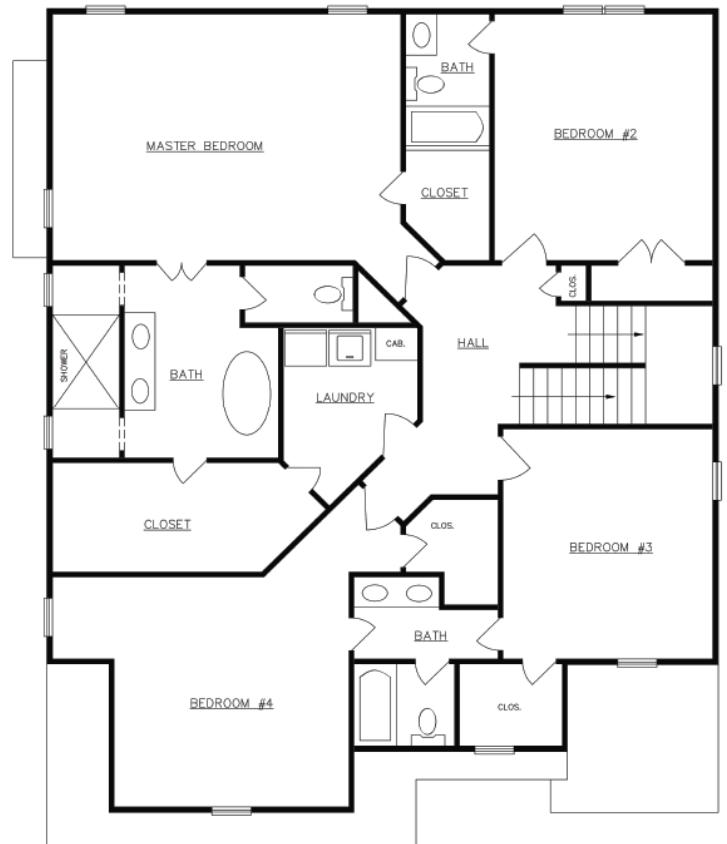 BATH
BEDROOM #2
MASTER BEDROOM
CLOSET
CLOS.
HALL
CAB.
SHOWER
BATH
LAUNDRY
CLOSET
CLOS.
BEDROOM #3
BATH
BEDROOM #4
CLOS.